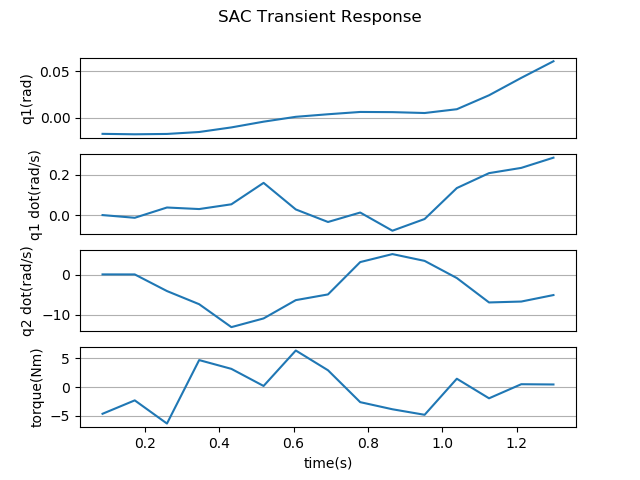 SAC Transient Response
q1(rad)
0.05
0.00
q1 dot(rad/s)
0.2
0.0
q2 dot(rad/s)
0
−10
torque(Nm)
5
0
−5
0.2 0.4 0.6 0.8 1.0 1.2
time(s)